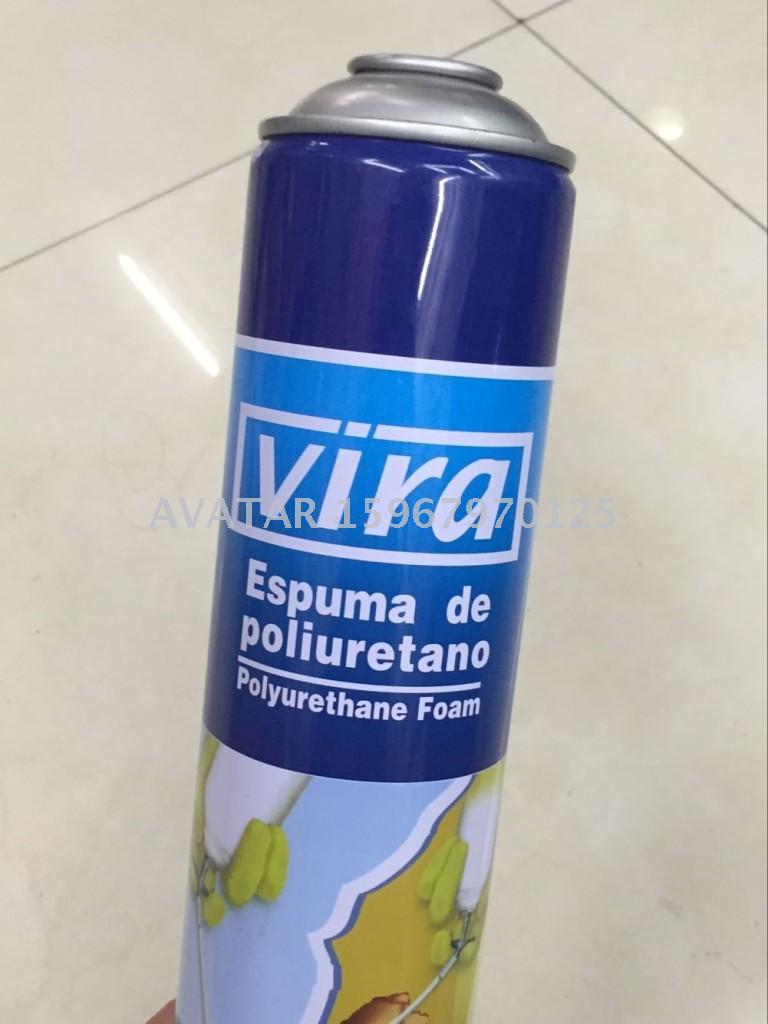 vira
AVATAR 15967970125
Espuma de
poliuretano
Polyurethane Foam